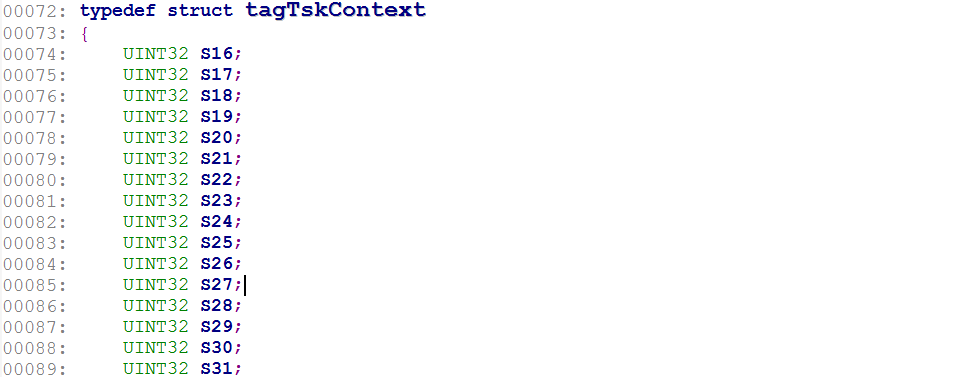 00072: typedef struct tagTskContext
00073: {
00074: UINT32 S16;
00075: UINT32 S17;
00076: UINT32 S18;
00077: UINT32 S19;
00078: UINT32 S20;
00079: UINT32 S21;
00080: UINT32 S22;
00081: UINT32 S23;
00082: UINT32 S24;
00083: UINT32 S25;
00084: UINT32 S26;
00085: UINT32 S27;
00086: UINT32 S28;
00087: UINT32 S29;
00088: UINT32 S30;
00089: UINT32 S31;